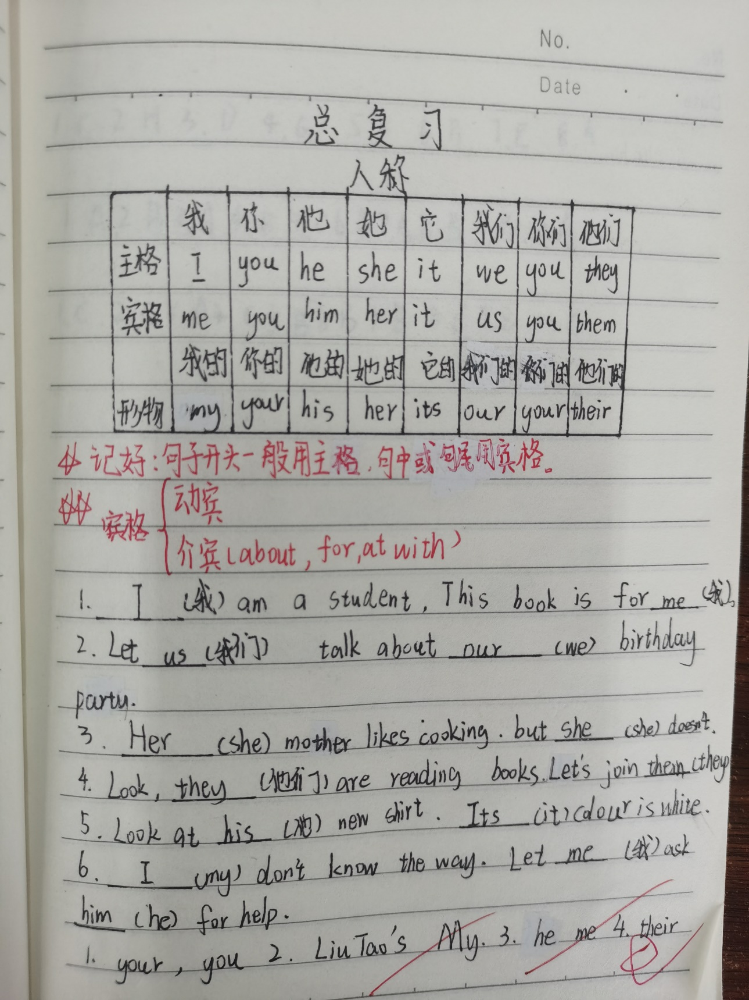 No.
Date
总复习
人称
我 你 他 她 它 我们 你们 他们
主格 I you he she it we you they
宾格 me you him her it us you them
我的 你的 他的 她的 它的 我们的 你们的 他们的
形物 my your his her its our your their
记好:句子开头一般用主格,句中或句尾用宾格。
宾格 动宾
介宾(about, for, at with)
1. I (我) am a student. This book is for me (我).
2. Let us (我们) talk about our (we) birthday
party.
3. Her (she) mother likes cooking. but she (she) doesn't.
4. Look, they (他们) are reading books. Let's join them (they
5. Look at his (他) new shirt. Its (it) colour is white.
6. I (my) don't know the way. Let me (我) ask
him (he) for help.
1. your, you 2. Liu Tao's My. 3. he me 4. their